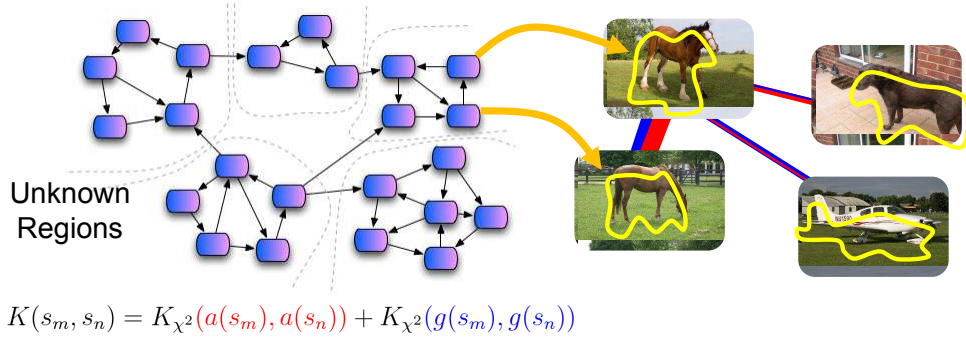 Unknown
Regions
K(s_m, s_n) = K_{χ²}(a(s_m), a(s_n)) + K_{χ²}(g(s_m), g(s_n))